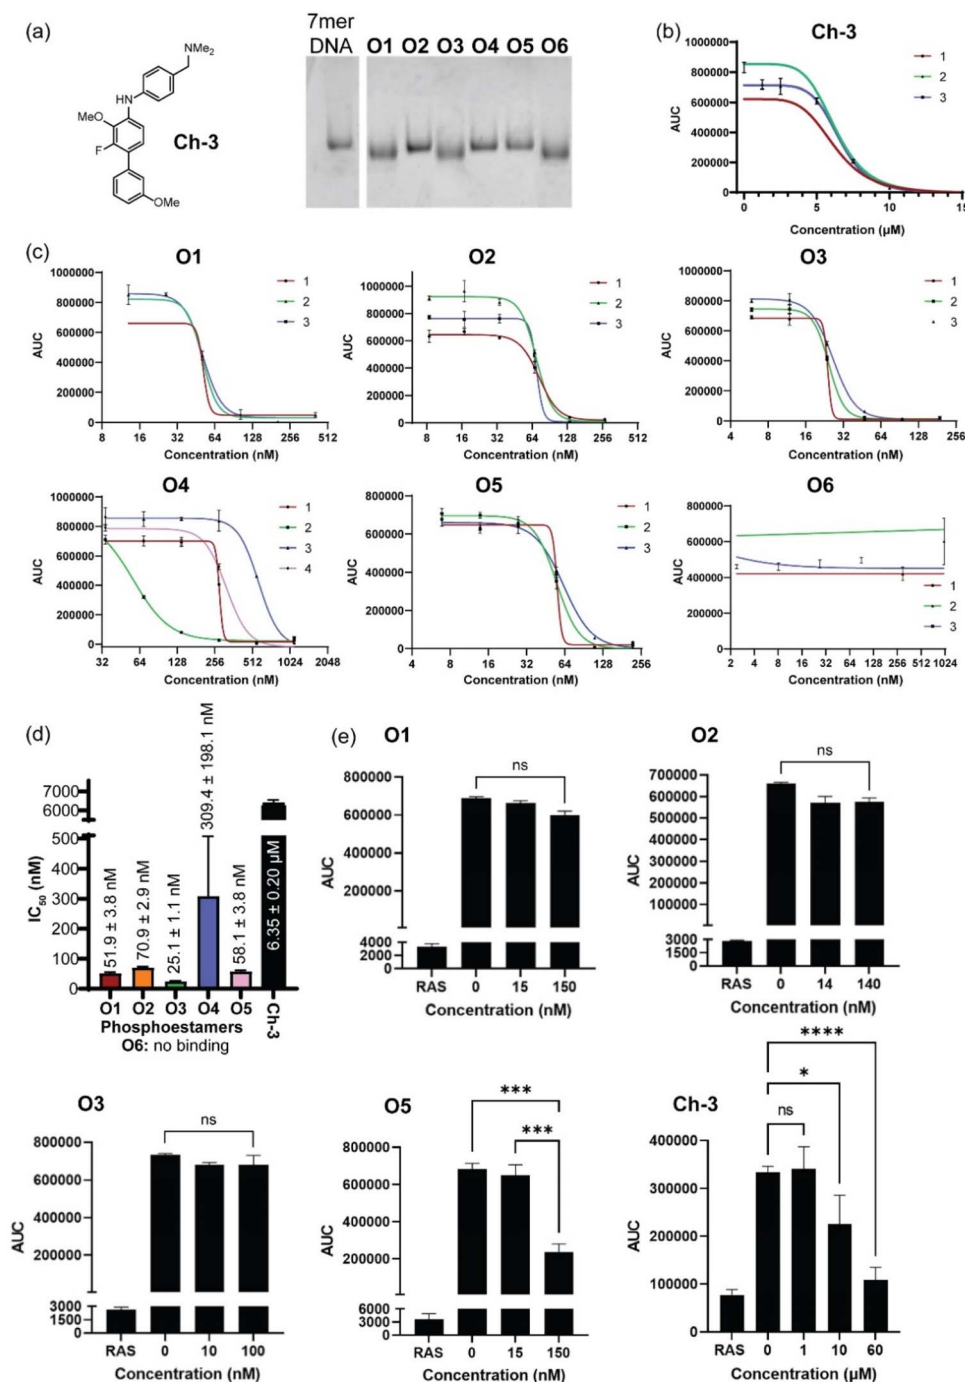 (a)
NMe2
HN
MeO
F
OMe
Ch-3
7mer
DNA
O1 O2 O3 O4 O5 O6
(b)
Ch-3
1000000
800000
600000
400000
200000
0
AUC
0 5 10 15
Concentration (µM)
1
2
3
(c)
O1
1000000
800000
600000
400000
200000
0
AUC
8 16 32 64 128 256 512
Concentration (nM)
1
2
3
O2
1000000
800000
600000
400000
200000
0
AUC
8 16 32 64 128 256 512
Concentration (nM)
1
2
3
O3
1000000
800000
600000
400000
200000
0
AUC
4 8 16 32 64 128 256
Concentration (nM)
1
2
3
O4
1000000
800000
600000
400000
200000
0
AUC
32 64 128 256 512 1024 2048
Concentration (nM)
1
2
3
4
O5
800000
600000
400000
200000
0
AUC
8 16 32 64 128 256
Concentration (nM)
1
2
3
O6
800000
600000
400000
200000
0
AUC
2 4 8 16 32 64 128 256 512 1024
Concentration (nM)
1
2
3
(d)
7000
6000
500
400
300
200
100
0
IC50 (nM)
51.9 ± 3.8 nM
70.9 ± 2.9 nM
25.1 ± 1.1 nM
309.4 ± 198.1 nM
58.1 ± 3.8 nM
6.35 ± 0.20 µM
O1 O2 O3 O4 O5 Ch-3
Phosphoestamers
O6: no binding
(e)
O1
ns
800000
600000
400000
200000
4000
2000
0
AUC
RAS 0 15 150
Concentration (nM)
O2
ns
700000
600000
500000
400000
300000
200000
100000
3000
1500
0
AUC
RAS 0 14 140
Concentration (nM)
O3
ns
800000
600000
400000
200000
3000
1500
0
AUC
RAS 0 10 100
Concentration (nM)
O5
***
***
800000
600000
400000
200000
6000
3000
0
AUC
RAS 0 15 150
Concentration (nM)
Ch-3
****
*
ns
400000
300000
200000
100000
0
AUC
RAS 0 1 10 60
Concentration (µM)